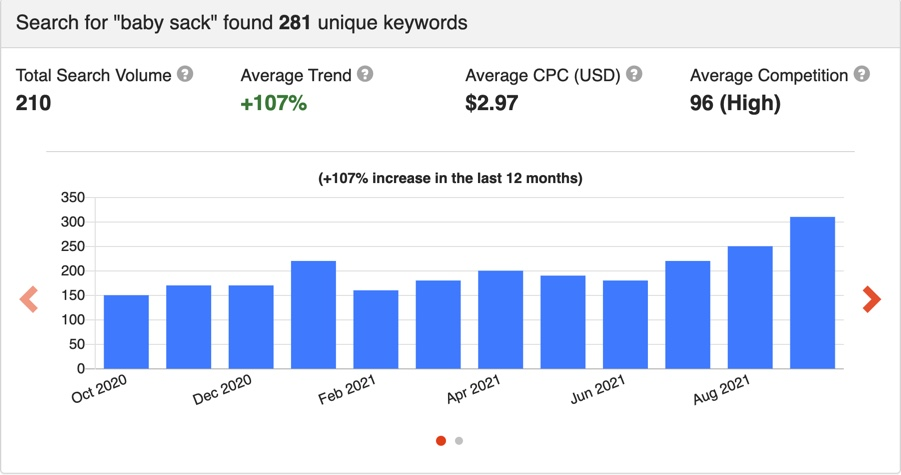 Search for "baby sack" found 281 unique keywords
Total Search Volume ?
210
Average Trend ?
+107%
Average CPC (USD) ?
$2.97
Average Competition ?
96 (High)
(+107% increase in the last 12 months)
350
300
250
200
150
100
50
0
Oct 2020
Dec 2020
Feb 2021
Apr 2021
Jun 2021
Aug 2021